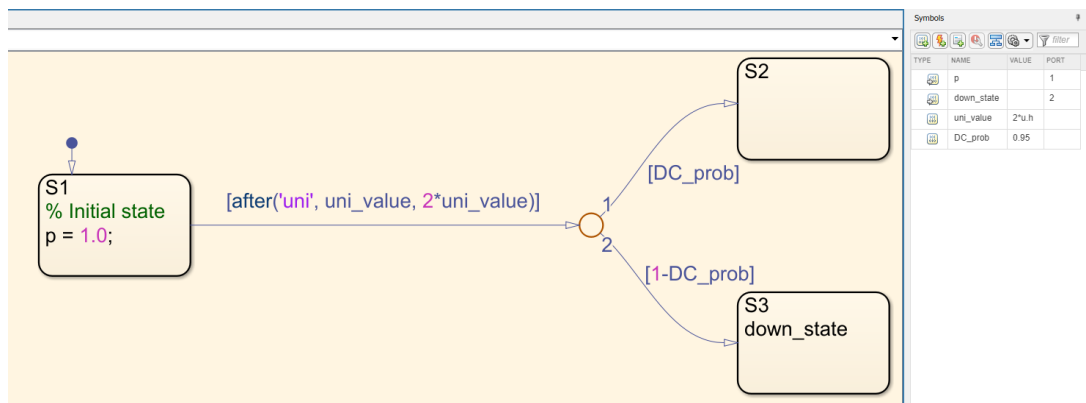 Symbols
filter
TYPE NAME VALUE PORT
p 1
down_state 2
uni_value 2*u.h
DC_prob 0.95
S1
% Initial state
p = 1.0;
[after('uni', uni_value, 2*uni_value)]
1
2
[DC_prob]
[1-DC_prob]
S2
S3
down_state